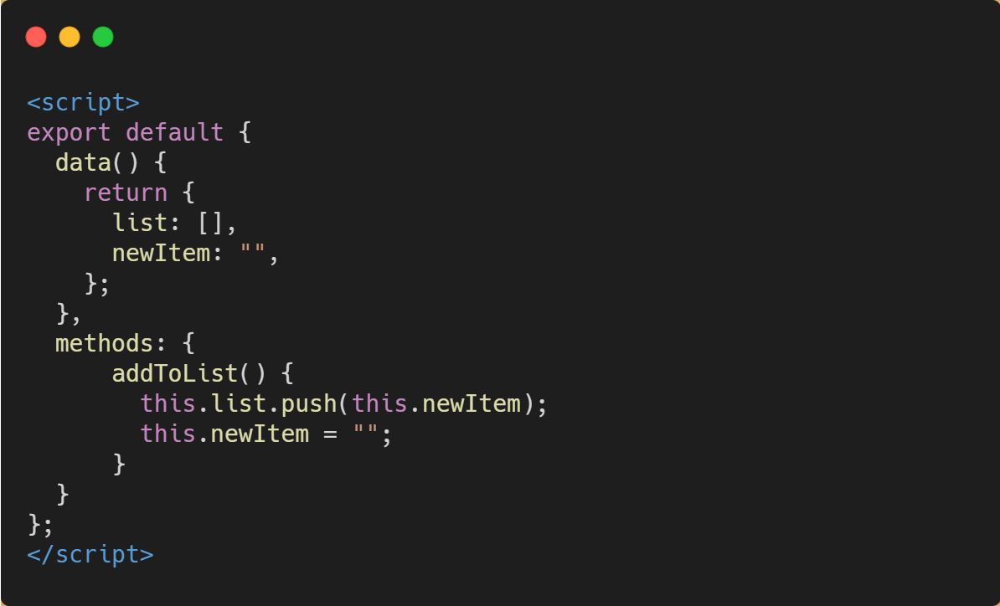 <script>
export default {
  data() {
    return {
      list: [],
      newItem: "",
    };
  },
  methods: {
      addToList() {
        this.list.push(this.newItem);
        this.newItem = "";
      }
  }
};
</script>